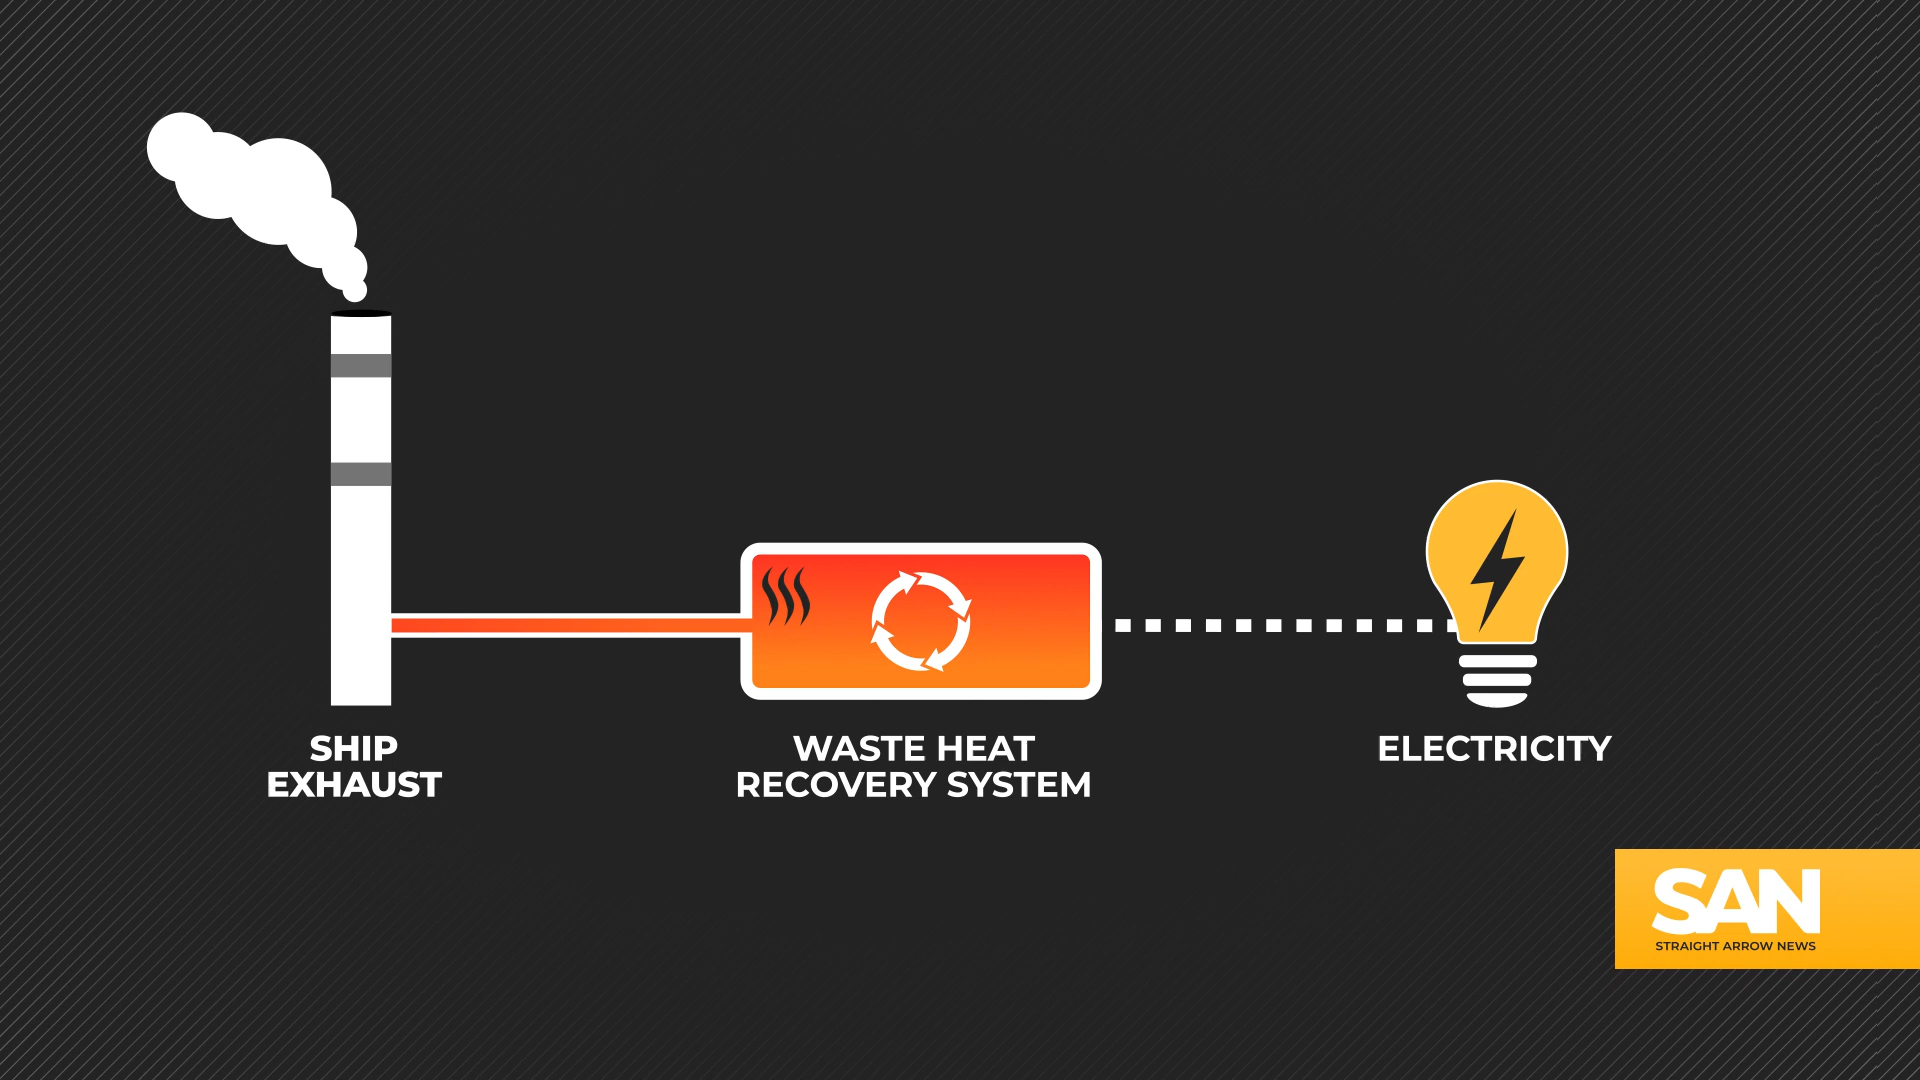 SHIP
EXHAUST
WASTE HEAT
RECOVERY SYSTEM
ELECTRICITY
SAN
STRAIGHT ARROW NEWS